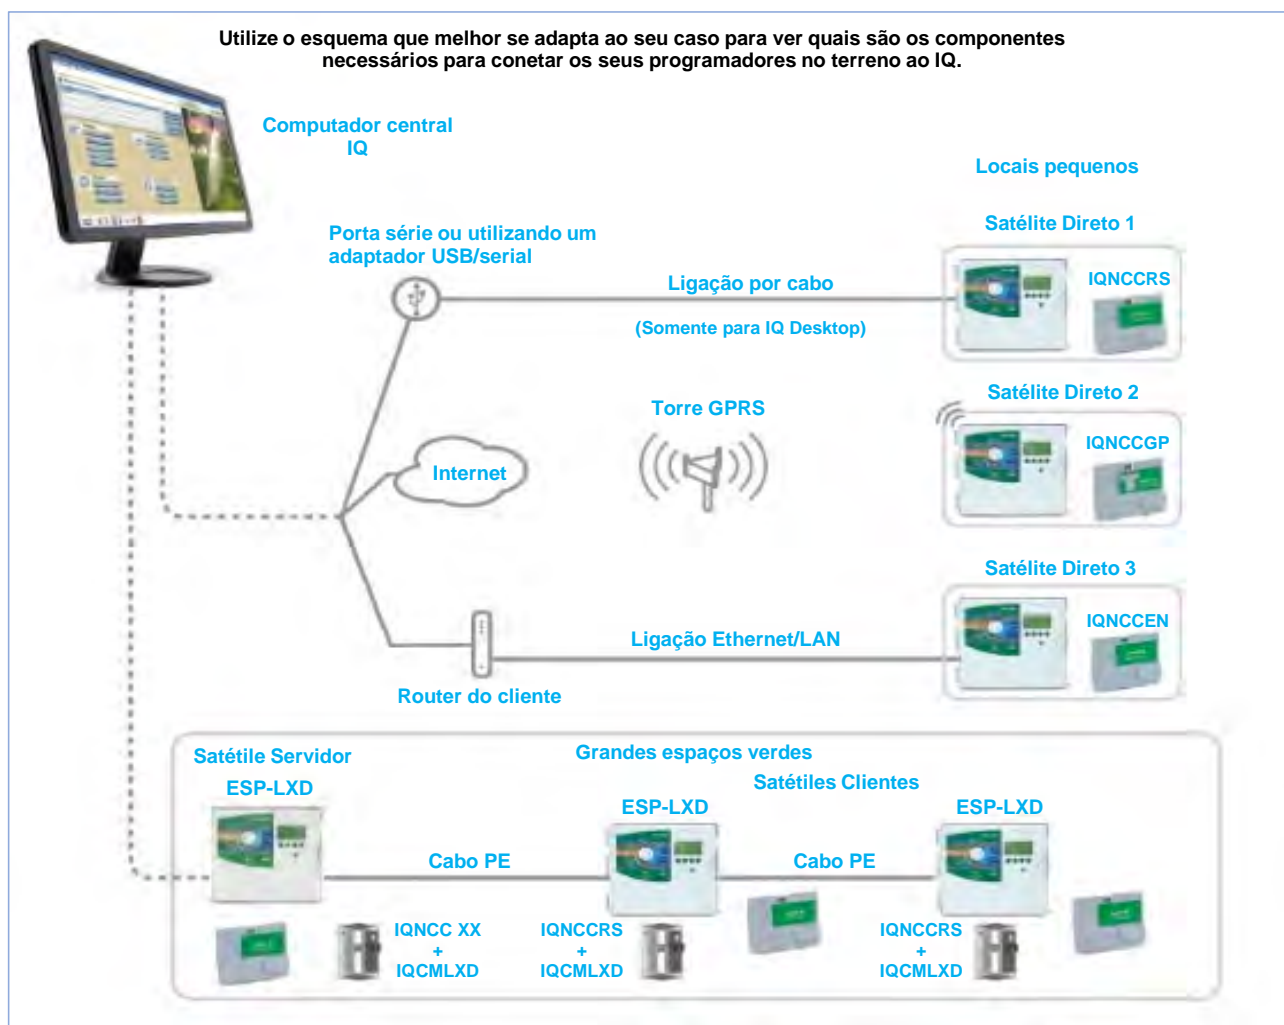 Utilize o esquema que melhor se adapta ao seu caso para ver quais são os componentes
necessários para conetar os seus programadores no terreno ao IQ.
Computador central
IQ
Locais pequenos
Satélite Direto 1
Porta série ou utilizando um
adaptador USB/serial
IQNCCRS
Ligação por cabo
(Somente para IQ Desktop)
Satélite Direto 2
Torre GPRS
IQNCCGP
Internet
Satélite Direto 3
IQNCCEN
Ligação Ethernet/LAN
Router do cliente
Satétile Servidor
Grandes espaços verdes
Satétiles Clientes
ESP-LXD
ESP-LXD
ESP-LXD
Cabo PE
Cabo PE
IQNCC XX
+
IQCMLXD
IQNCCRS
+
IQCMLXD
IQNCCRS
+
IQCMLXD